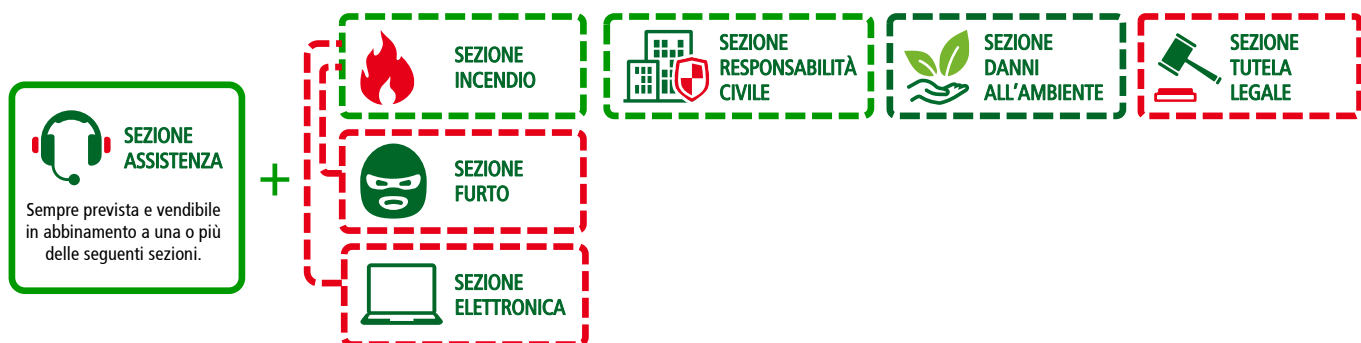 SEZIONE
ASSISTENZA
Sempre prevista e vendibile
in abbinamento a una o più
delle seguenti sezioni.
+
SEZIONE
INCENDIO
SEZIONE
FURTO
SEZIONE
ELETTRONICA
SEZIONE
RESPONSABILITÀ
CIVILE
SEZIONE
DANNI
ALL'AMBIENTE
SEZIONE
TUTELA
LEGALE